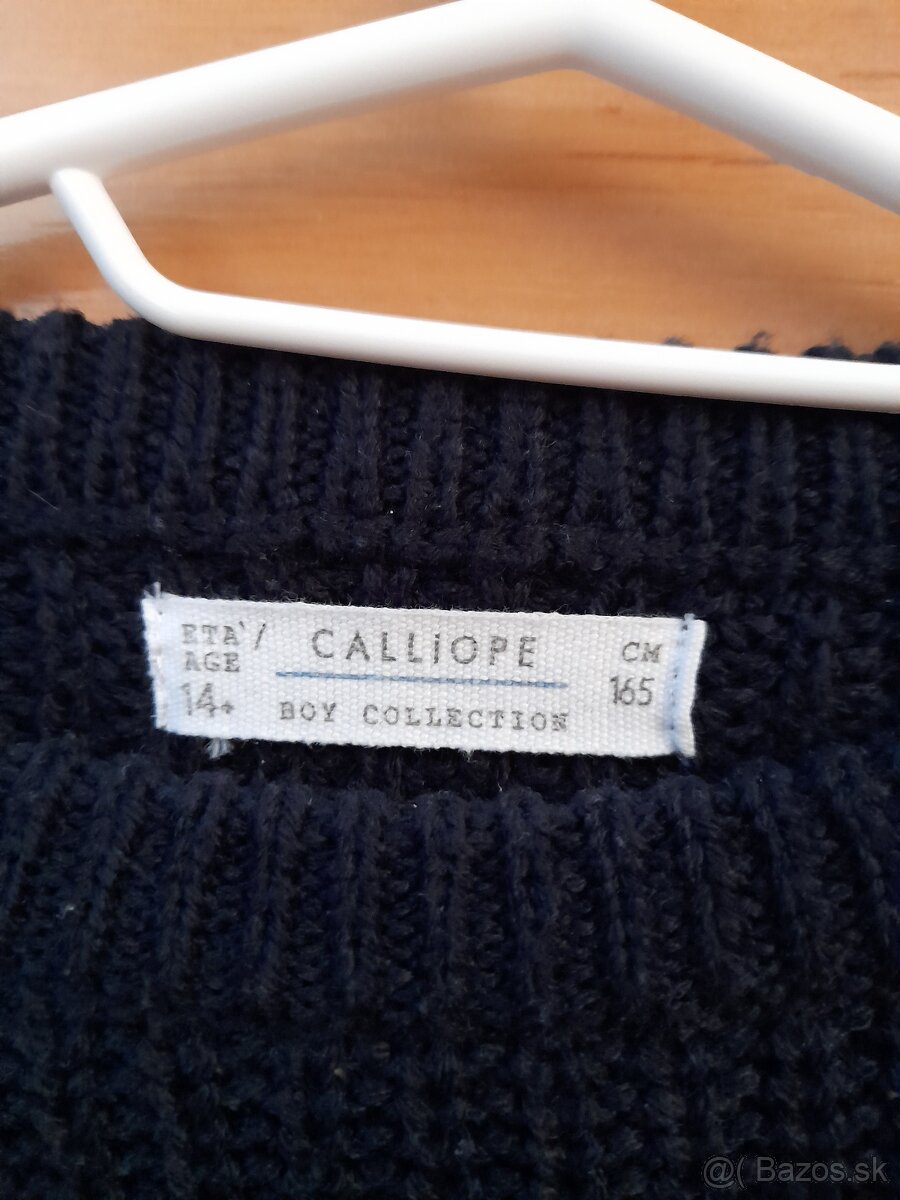 ETA'/
AGE
14+
CALLiOPE
BOY COLLECTION
CM
165
@( Bazos.sk